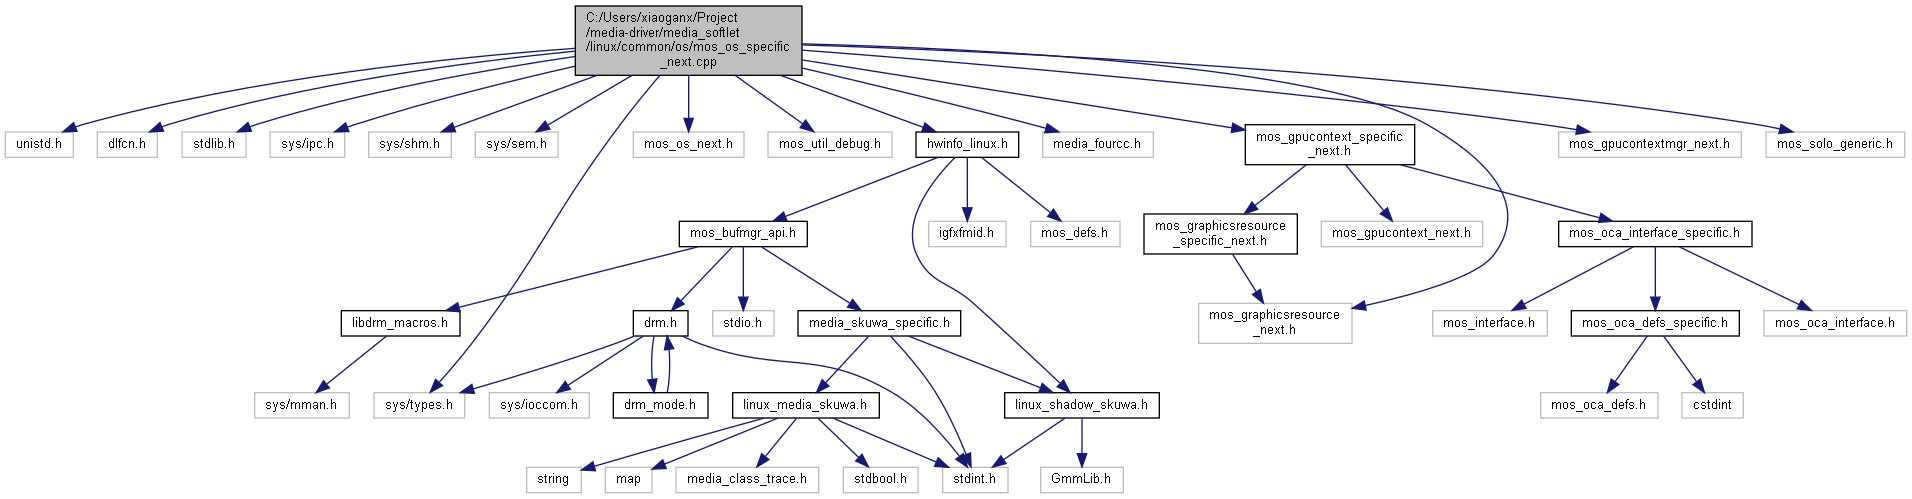 C:/Users/xiaoganx/Project
/media-driver/media_softlet
/linux/common/os/mos_os_specific
_next.cpp
unistd.h
dlfcn.h
stdlib.h
sys/ipc.h
sys/shm.h
sys/sem.h
mos_os_next.h
mos_util_debug.h
hwinfo_linux.h
media_fourcc.h
mos_gpucontext_specific
_next.h
mos_gpucontextmgr_next.h
mos_solo_generic.h
mos_bufmgr_api.h
igfxfmid.h
mos_defs.h
mos_graphicsresource
_specific_next.h
mos_gpucontext_next.h
mos_oca_interface_specific.h
libdrm_macros.h
drm.h
stdio.h
media_skuwa_specific.h
mos_graphicsresource
_next.h
mos_interface.h
mos_oca_defs_specific.h
mos_oca_interface.h
sys/mman.h
sys/types.h
sys/ioccom.h
drm_mode.h
linux_media_skuwa.h
linux_shadow_skuwa.h
mos_oca_defs.h
cstdint
string
map
media_class_trace.h
stdbool.h
stdint.h
GmmLib.h